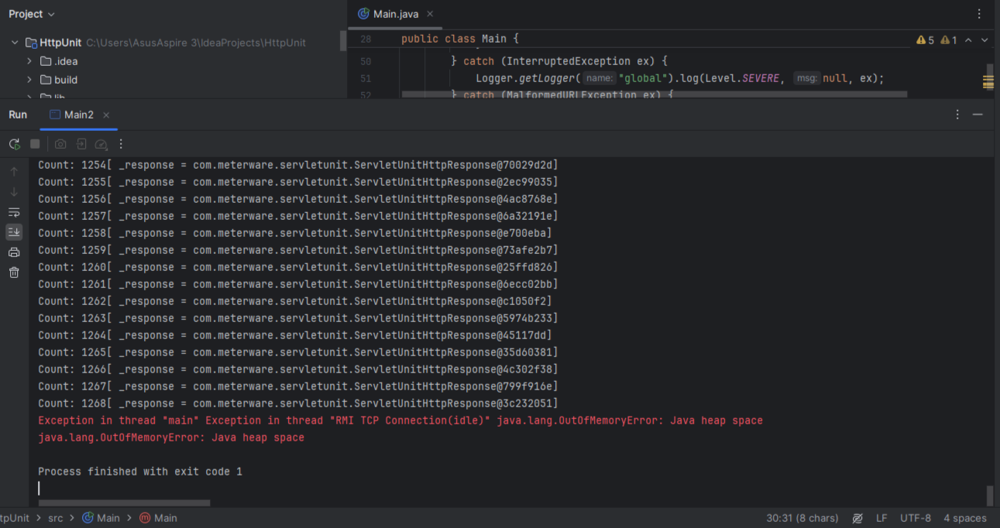 Project
Main.java
HttpUnit C:\Users\AsusAspire 3\IdeaProjects\HttpUnit
28 public class Main {
5 1
.idea
50 } catch (InterruptedException ex) {
build
51 Logger.getLogger( name: "global").log(Level.SEVERE, msg: null, ex);
lib
52 } catch (MalformedURLException ex) {
Run Main2
Count: 1254[ _response = com.meterware.servletunit.ServletUnitHttpResponse@70029d2d]
Count: 1255[ _response = com.meterware.servletunit.ServletUnitHttpResponse@2ec99035]
Count: 1256[ _response = com.meterware.servletunit.ServletUnitHttpResponse@4ac8768e]
Count: 1257[ _response = com.meterware.servletunit.ServletUnitHttpResponse@6a32191e]
Count: 1258[ _response = com.meterware.servletunit.ServletUnitHttpResponse@e700eba]
Count: 1259[ _response = com.meterware.servletunit.ServletUnitHttpResponse@73afe2b7]
Count: 1260[ _response = com.meterware.servletunit.ServletUnitHttpResponse@25ffd826]
Count: 1261[ _response = com.meterware.servletunit.ServletUnitHttpResponse@6ecc02bb]
Count: 1262[ _response = com.meterware.servletunit.ServletUnitHttpResponse@c1050f2]
Count: 1263[ _response = com.meterware.servletunit.ServletUnitHttpResponse@5974b233]
Count: 1264[ _response = com.meterware.servletunit.ServletUnitHttpResponse@45117dd]
Count: 1265[ _response = com.meterware.servletunit.ServletUnitHttpResponse@35d60381]
Count: 1266[ _response = com.meterware.servletunit.ServletUnitHttpResponse@4c302f38]
Count: 1267[ _response = com.meterware.servletunit.ServletUnitHttpResponse@799f916e]
Count: 1268[ _response = com.meterware.servletunit.ServletUnitHttpResponse@3c232051]
Exception in thread "main" Exception in thread "RMI TCP Connection(idle)" java.lang.OutOfMemoryError: Java heap space
java.lang.OutOfMemoryError: Java heap space
Process finished with exit code 1
tpUnit > src > Main > Main 30:31 (8 chars) LF UTF-8 4 spaces